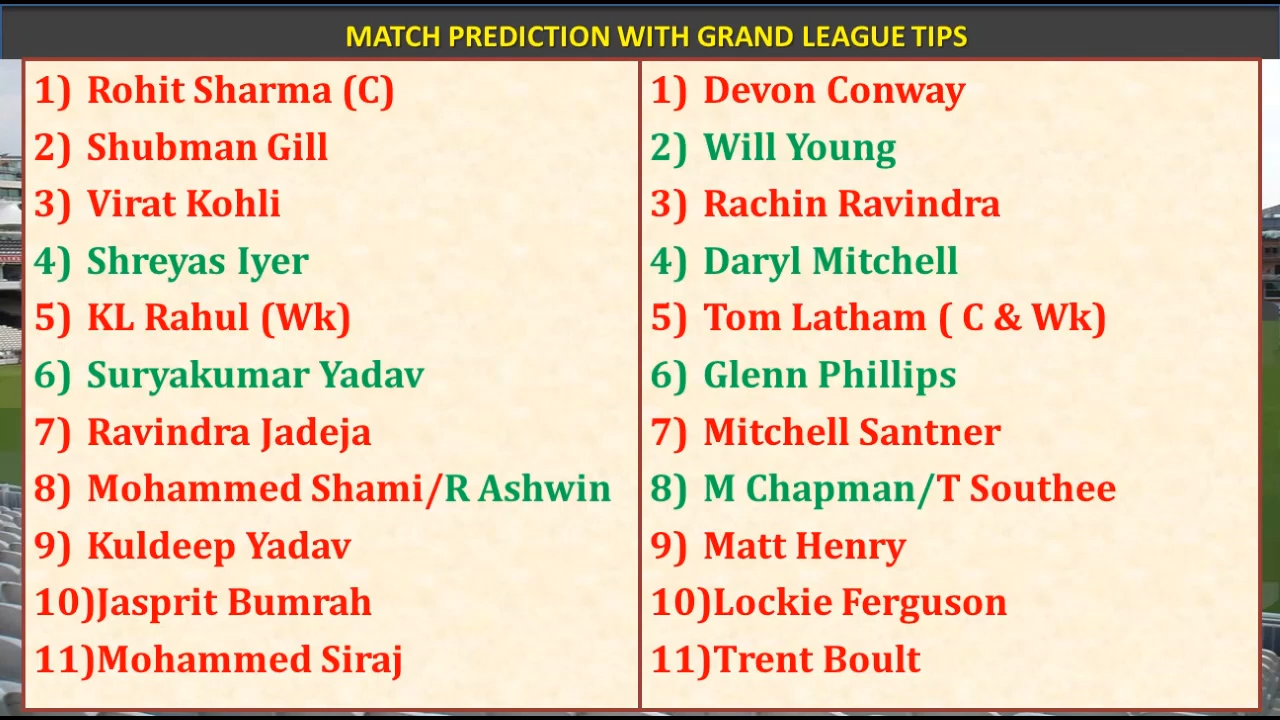 MATCH PREDICTION WITH GRAND LEAGUE TIPS
1) Rohit Sharma (C)
2) Shubman Gill
3) Virat Kohli
4) Shreyas Iyer
5) KL Rahul (Wk)
6) Suryakumar Yadav
7) Ravindra Jadeja
8) Mohammed Shami/R Ashwin
9) Kuldeep Yadav
10)Jasprit Bumrah
11)Mohammed Siraj
1) Devon Conway
2) Will Young
3) Rachin Ravindra
4) Daryl Mitchell
5) Tom Latham ( C & Wk)
6) Glenn Phillips
7) Mitchell Santner
8) M Chapman/T Southee
9) Matt Henry
10)Lockie Ferguson
11)Trent Boult